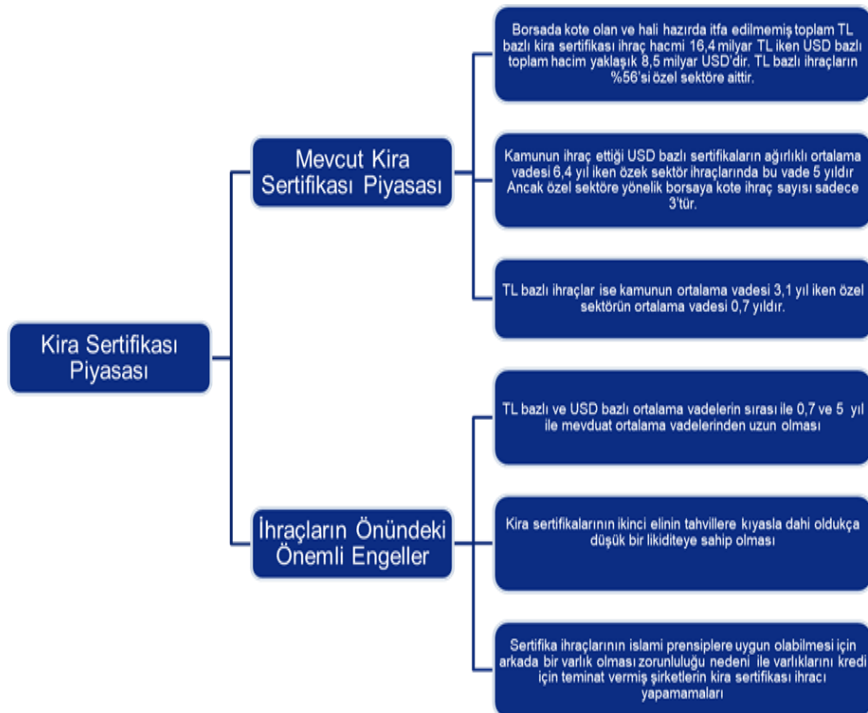 Kira Sertifikası
Piyasası
Mevcut Kira
Sertifikası Piyasası
Borsada kote olan ve hali hazırda itfa edilmemiş toplam TL
bazlı kira sertifikası ihraç hacmi 16,4 milyar TL iken USD bazlı
toplam hacim yaklaşık 8,5 milyar USD'dir. TL bazlı ihraçların
%56'si özel sektöre aittir.
Kamunun ihraç ettiği USD bazlı sertifikaların ağırlıklı ortalama
vadesi 6,4 yıl iken özek sektör ihraçlarında bu vade 5 yıldır
Ancak özel sektöre yönelik borsaya kote ihraç sayısı sadece
3'tür.
TL bazlı ihraçlar ise kamunun ortalama vadesi 3,1 yıl iken özel
sektörün ortalama vadesi 0,7 yıldır.
İhraçların Önündeki
Önemli Engeller
TL bazlı ve USD bazlı ortalama vadelerin sırası ile 0,7 ve 5 yıl
ile mevduat ortalama vadelerinden uzun olması
Kira sertifikalarının ikinci elinin tahvillere kıyasla dahi oldukça
düşük bir likiditeye sahip olması
Sertifika ihraçlarının islami prensiplere uygun olabilmesi için
arkada bir varlık olması zorunluluğu nedeni ile varlıklarını kredi
için teminat vermiş şirketlerin kira sertifikası ihracı
yapamamaları